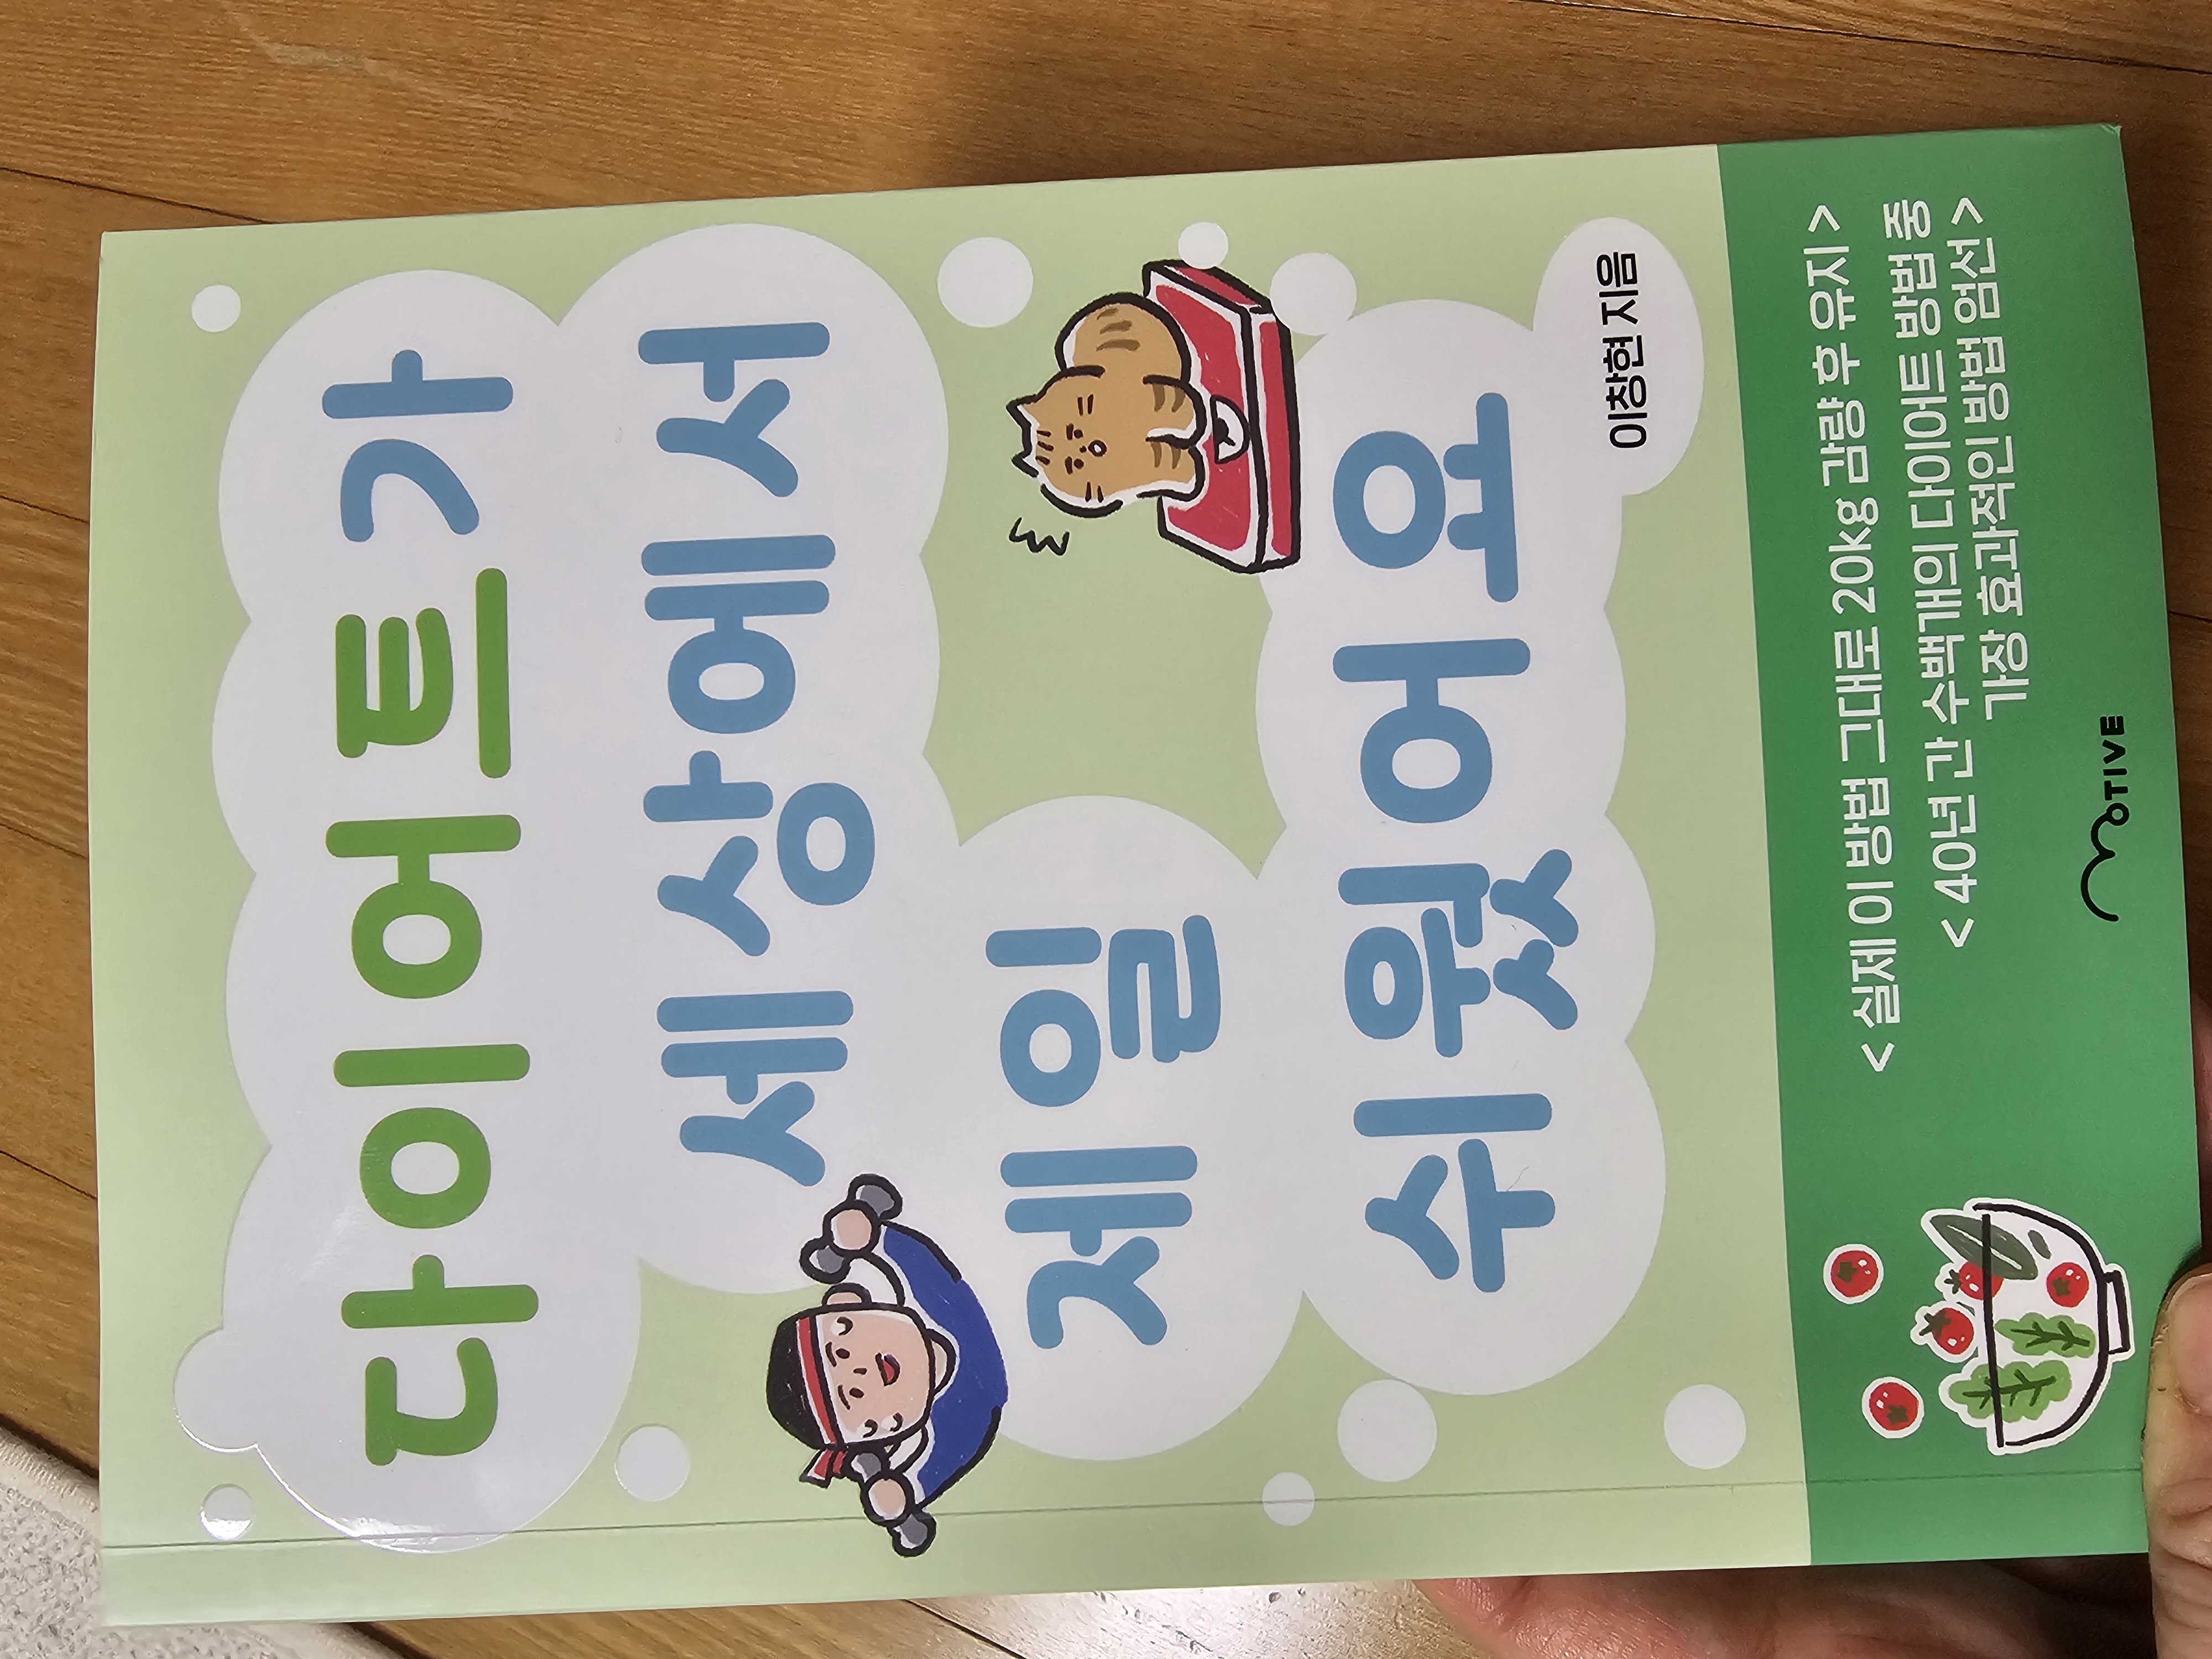 다이어트가
세상에서
제일
쉬웠어요
이창현 지음
< 실제 이 방법 그대로 20kg 감량 후 유지>
< 40년 간 수백개의 다이어트 방법 중
가장 효과적인 방법 엄선>
MOTIVE